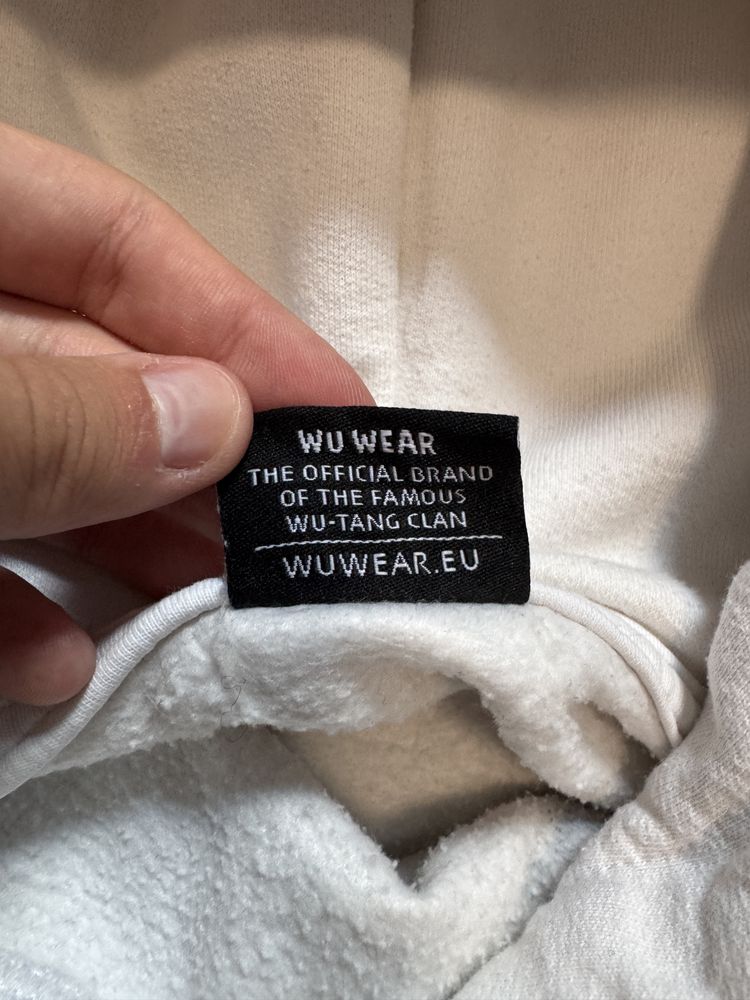 WU WEAR
THE OFFICIAL BRAND
OF THE FAMOUS
WU-TANG CLAN
WUWEAR.EU